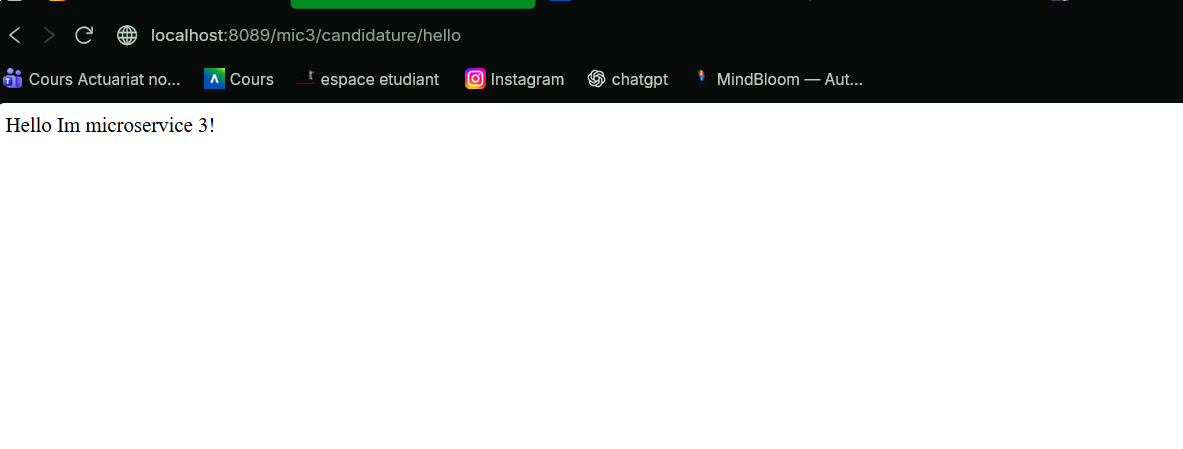 localhost:8089/mic3/candidature/hello
Cours Actuariat no... Cours espace etudiant Instagram chatgpt MindBloom — Aut...
Hello Im microservice 3!